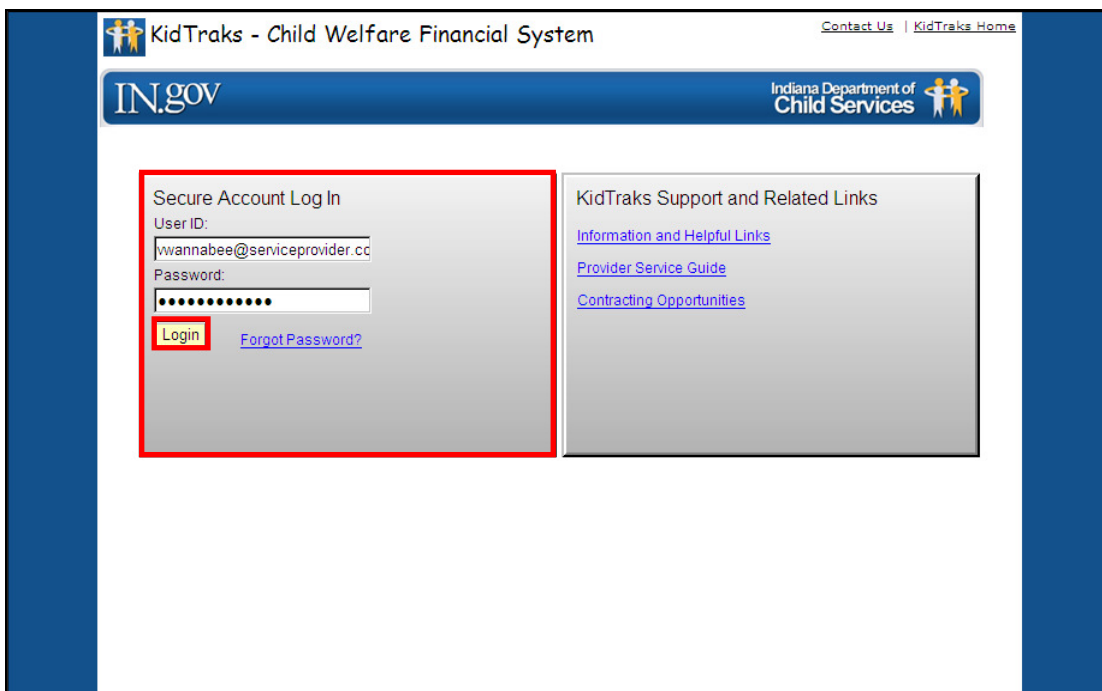 KidTraks - Child Welfare Financial System
Contact Us | KidTraks Home
IN.gov
Indiana Department of
Child Services
Secure Account Log In
User ID:
vwannabee@serviceprovider.cc
Password:
Login
Forgot Password?
KidTraks Support and Related Links
Information and Helpful Links
Provider Service Guide
Contracting Opportunities